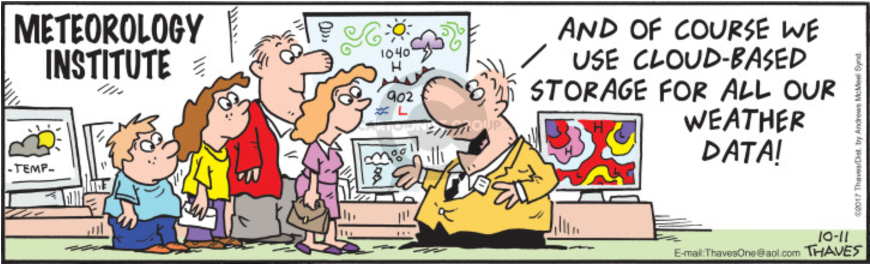 METEOROLOGY
INSTITUTE
-TEMP-
1040
H
902
L
AND OF COURSE WE
USE CLOUD-BASED
STORAGE FOR ALL OUR
WEATHER
DATA!
H
H
©2017 Thaves/Dist. by Andrews McMeel Synd.
10-11
E-mail:ThavesOne@aol.com THAVES